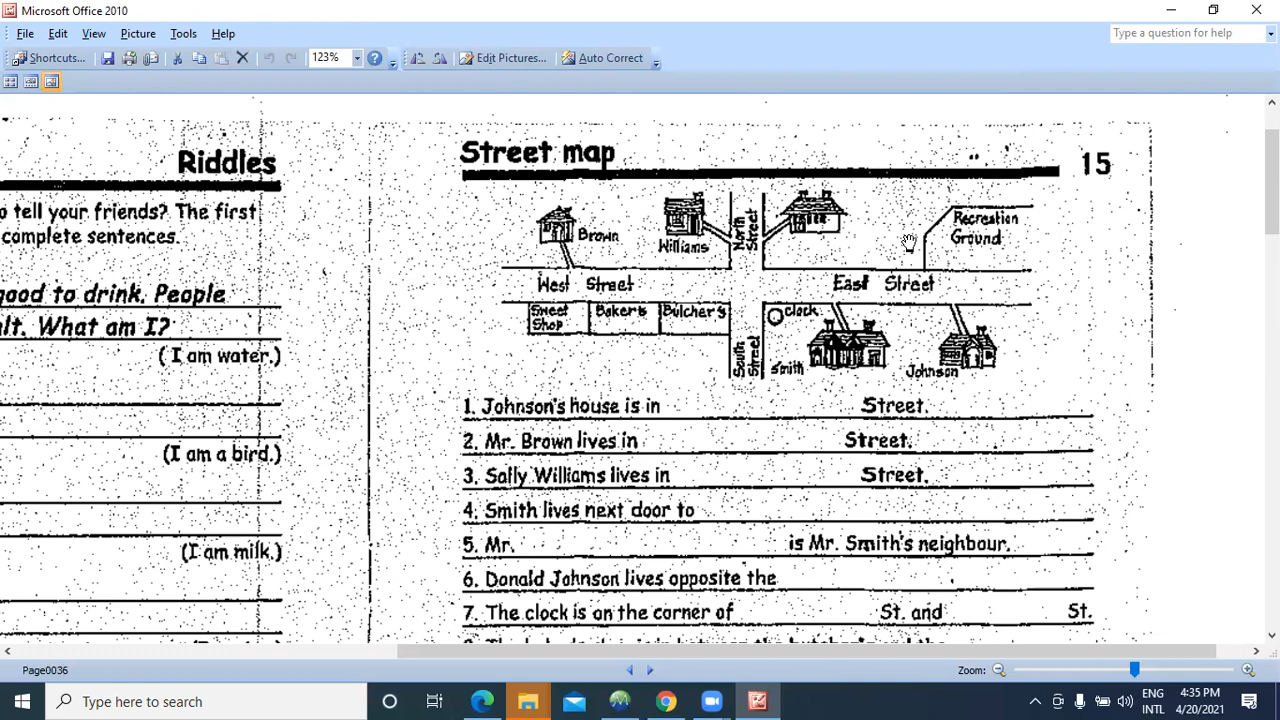 Microsoft Office 2010
File Edit View Picture Tools Help
Type a question for help
Shortcuts...
123%
Edit Pictures...
Auto Correct
Riddles
o tell your friends? The first
complete sentences.
good to drink. People
lt. What am I?
( I am water.)
(I am a bird.)
(I am milk.)
Street map
15
Brown
Williams
North Street
Recreation
Ground
West Street
East Street
Sweet Shop
Baker's
Butcher's
clock
South Street
Smith
Johnson
1. Johnson's house is in Street.
2. Mr. Brown lives in Street.
3. Sally Williams lives in Street.
4. Smith lives next door to
5. Mr. is Mr. Smith's neighbour.
6. Donald Johnson lives opposite the
7. The clock is on the corner of St. and St.
Page0036
Zoom:
Type here to search
ENG
INTL
4:35 PM
4/20/2021